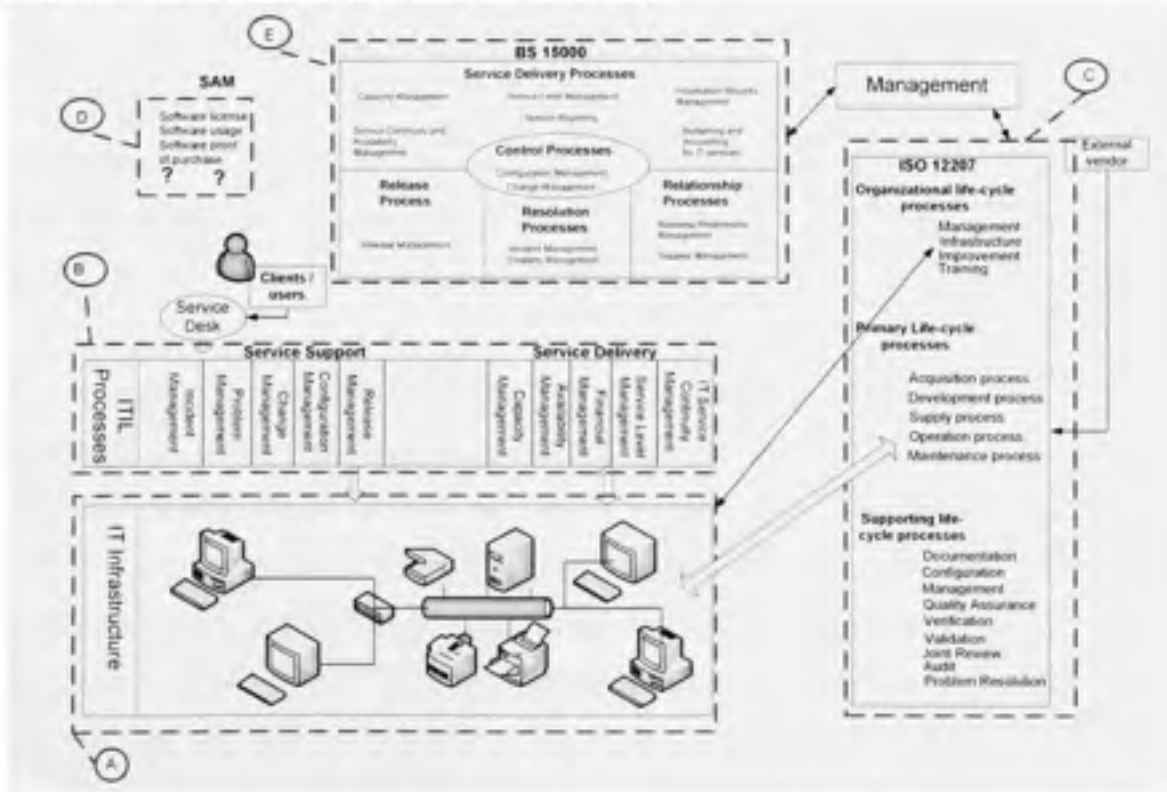 E
BS 15000
Service Delivery Processes
Capacity Management
Service Level Management
Information Security
Management
Service Reporting
Service Continuity and
Availability
Management
Budgeting and
Accounting
for IT services
Control Processes
Configuration Management
Change Management
Release
Process
Release Management
Resolution
Processes
Incident Management
Problem Management
Relationship
Processes
Business Relationship
Management
Supplier Management
SAM
D
Software license
Software usage
Software proof
of purchase
? ?
Management
C
External
vendor
ISO 12207
Organizational life-cycle
processes
Management
Infrastructure
Improvement
Training
Primary Life-cycle
processes
Acquisition process
Development process
Supply process
Operation process
Maintenance process
Supporting life-
cycle processes
Documentation
Configuration
Management
Quality Assurance
Verification
Validation
Joint Review
Audit
Problem Resolution
B
Clients /
users
Service
Desk
Service Support
Service Delivery
ITIL
Processes
Incident
Management
Problem
Management
Change
Management
Configuration
Management
Release
Management
Capacity
Management
Availability
Management
Financial
Management
Service Level
Management
IT Service
Continuity
Management
IT Infrastructure
A